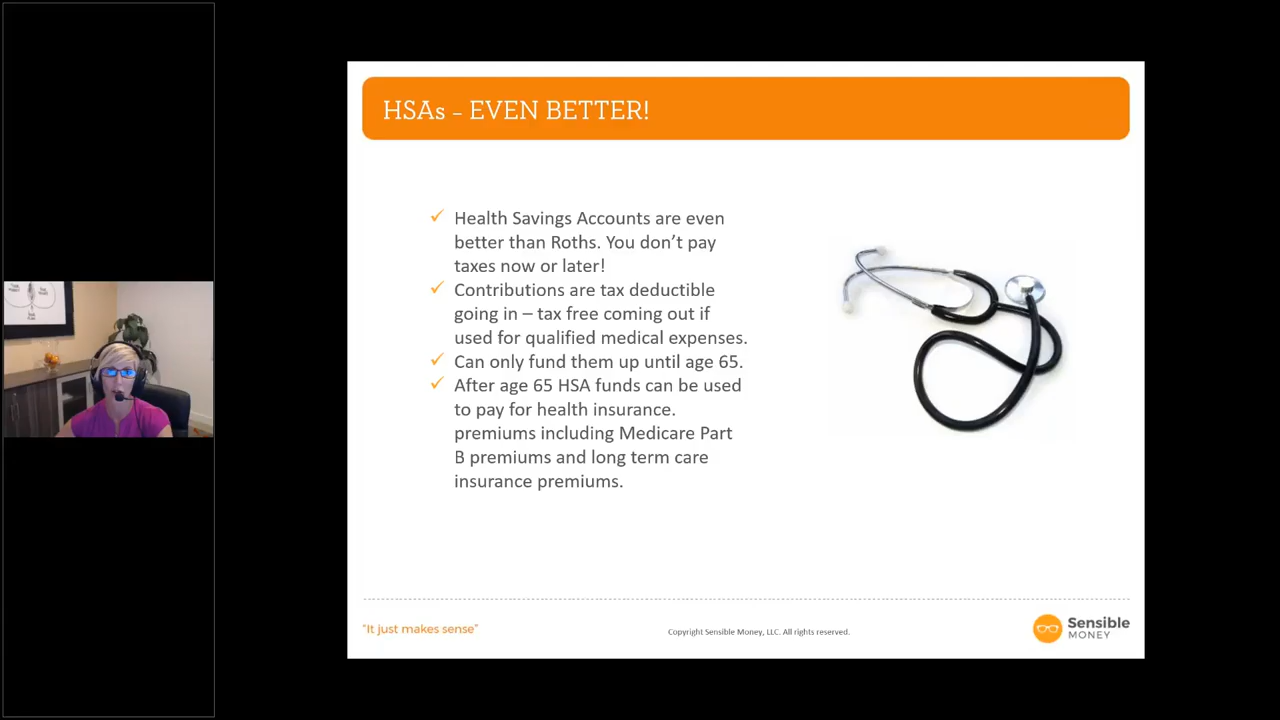 HSAs – EVEN BETTER!
Health Savings Accounts are even
better than Roths. You don’t pay
taxes now or later!
Contributions are tax deductible
going in – tax free coming out if
used for qualified medical expenses.
Can only fund them up until age 65.
After age 65 HSA funds can be used
to pay for health insurance.
premiums including Medicare Part
B premiums and long term care
insurance premiums.
"It just makes sense"
Copyright Sensible Money, LLC. All rights reserved.
Sensible
MONEY